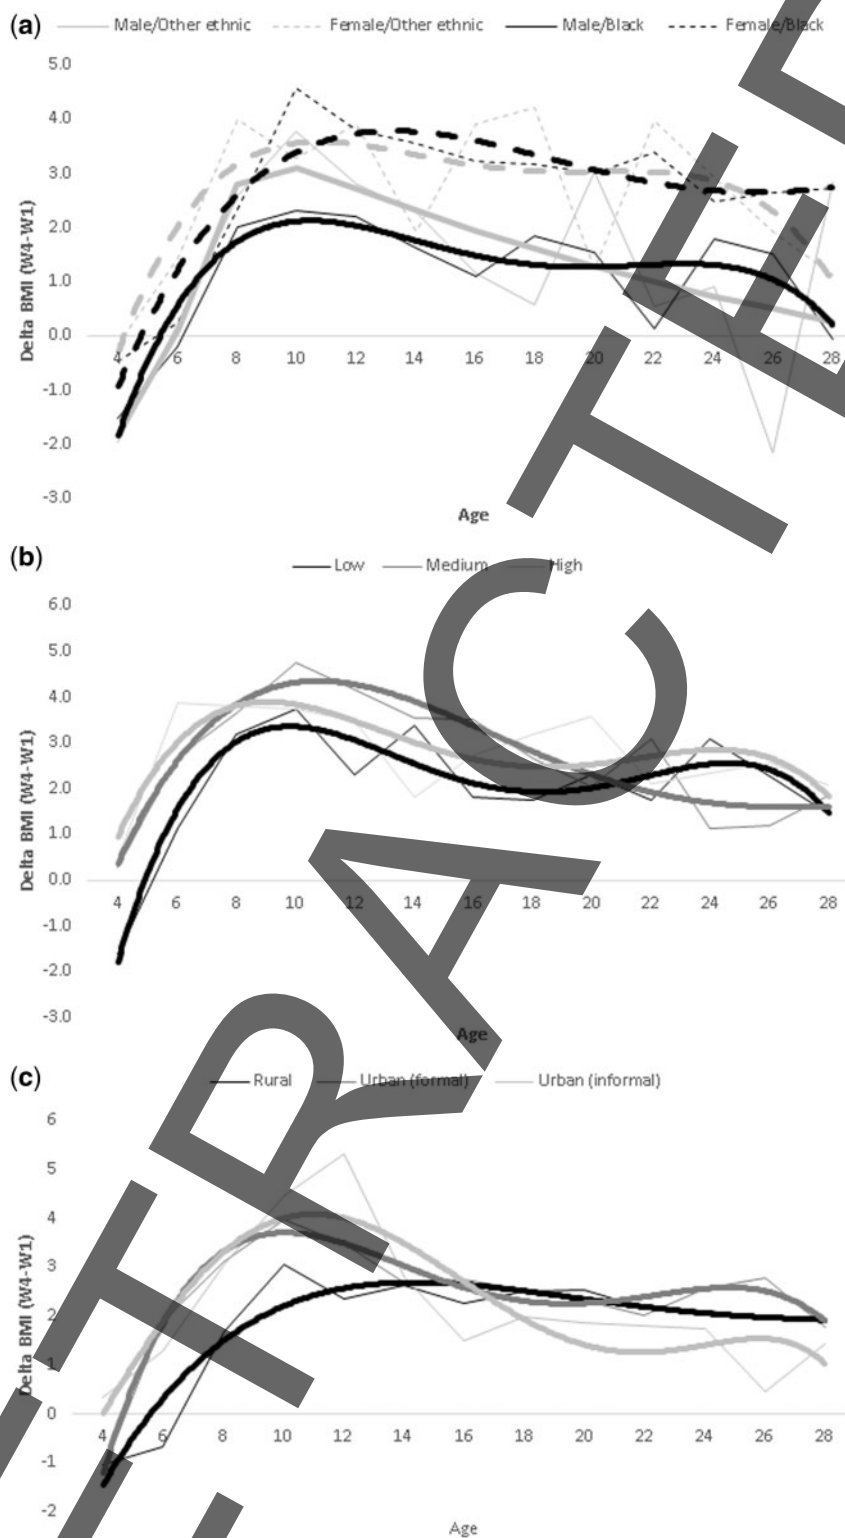 (a) Male/Other ethnic Female/Other ethnic Male/Black Female/Black
5.0
4.0
3.0
2.0
1.0
0.0
-1.0
-2.0
-3.0
Delta BMI (W4-W1)
4 6 8 10 12 14 16 18 20 22 24 26 28
Age
(b) Low Medium High
6.0
5.0
4.0
3.0
2.0
1.0
0.0
-1.0
-2.0
-3.0
Delta BMI (W4-W1)
4 6 8 10 12 14 16 18 20 22 24 26 28
Age
(c) Rural Urban (formal) Urban (informal)
6
5
4
3
2
1
0
-1
-2
Delta BMI (W4-W1)
4 6 8 10 12 14 16 18 20 22 24 26 28
Age
TRACTE